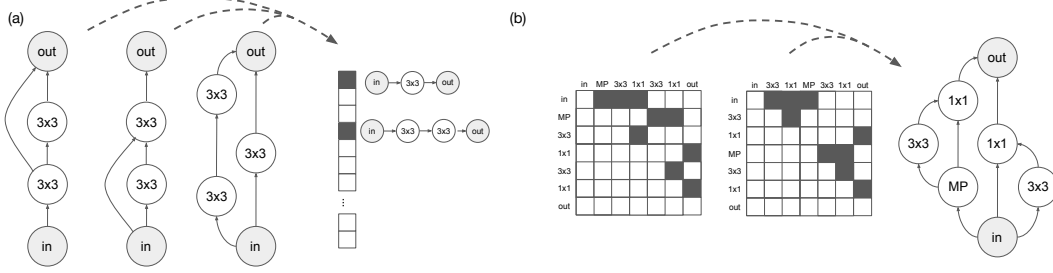 (a)
out out out
3x3
3x3 3x3
3x3
3x3 3x3
3x3
in in in
in 3x3 out
in 3x3 3x3 out
⋮
(b)
in MP 3x3 1x1 3x3 1x1 out
in
MP
3x3
1x1
3x3
1x1
out
in 3x3 1x1 MP 3x3 1x1 out
in
3x3
1x1
MP
3x3
1x1
out
out
1x1
3x3 1x1
MP 3x3
in